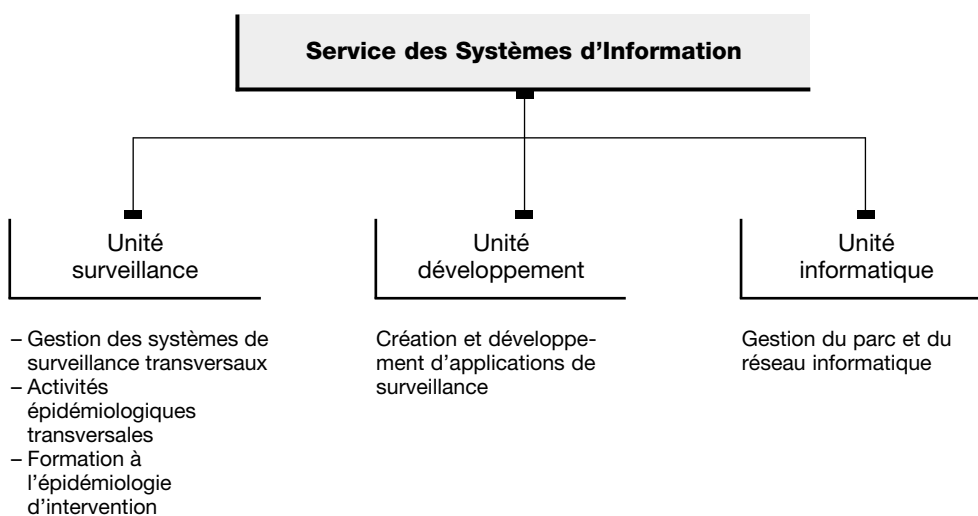 Service des Systèmes d'Information
Unité
surveillance
Unité
développement
Unité
informatique
– Gestion des systèmes de
surveillance transversaux
– Activités
épidémiologiques
transversales
– Formation à
l'épidémiologie
d'intervention
Création et développe-
ment d'applications de
surveillance
Gestion du parc et du
réseau informatique